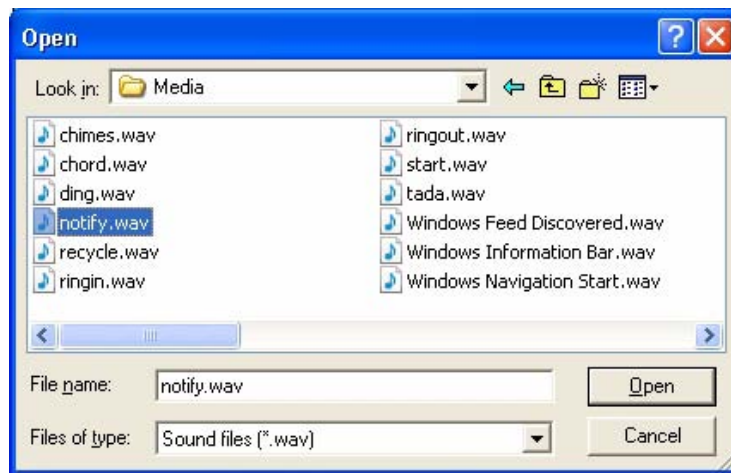 Open
Look in: Media
chimes.wav
chord.wav
ding.wav
notify.wav
recycle.wav
ringin.wav
ringout.wav
start.wav
tada.wav
Windows Feed Discovered.wav
Windows Information Bar.wav
Windows Navigation Start.wav
File name: notify.wav Open
Files of type: Sound files (*.wav) Cancel